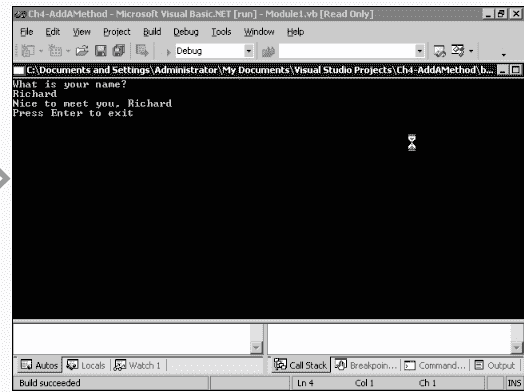 Ch4-AddAMethod - Microsoft Visual Basic.NET [run] - Module1.vb [Read Only]
File Edit View Project Build Debug Tools Window Help
Debug
C:\Documents and Settings\Administrator\My Documents\Visual Studio Projects\Ch4-AddAMethod\b...
What is your name?
Richard
Nice to meet you, Richard
Press Enter to exit
Autos Locals Watch 1 Call Stack Breakpoin... Command... Output
Build succeeded Ln 4 Col 1 Ch 1 INS